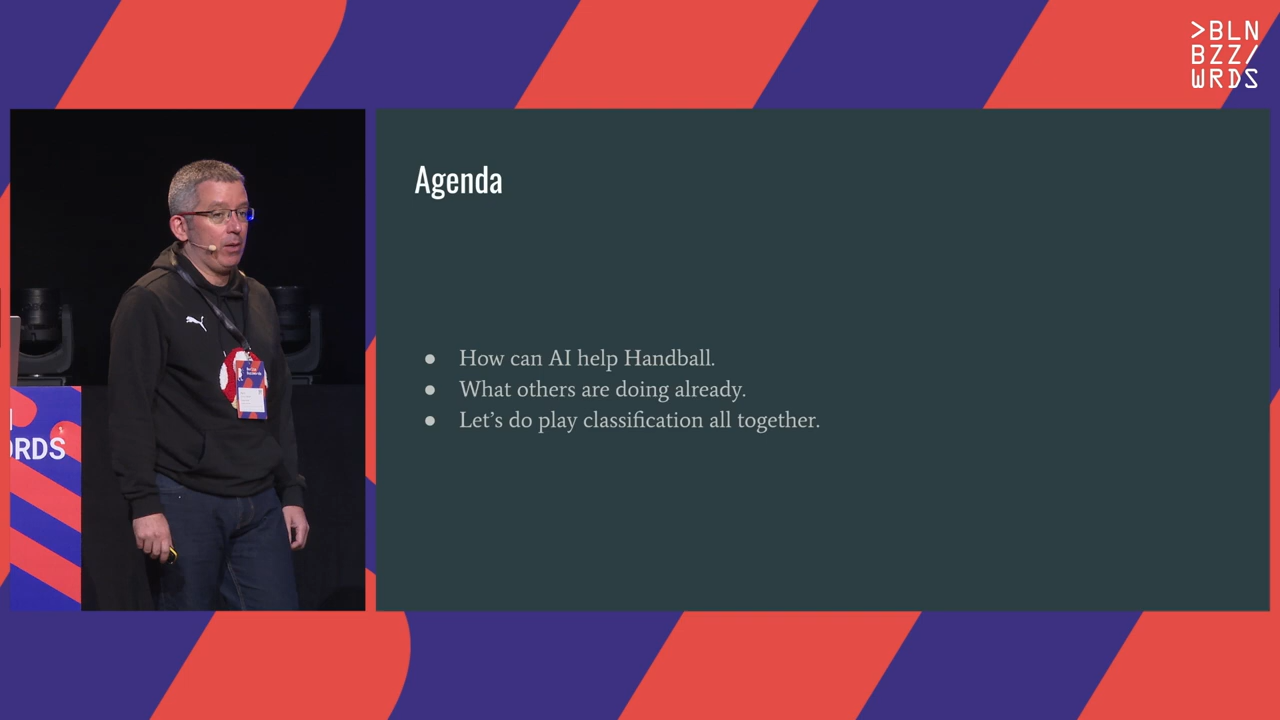 >BLN
BZZ/
WRDS
Agenda
● How can AI help Handball.
● What others are doing already.
● Let's do play classification all together.
ORDS